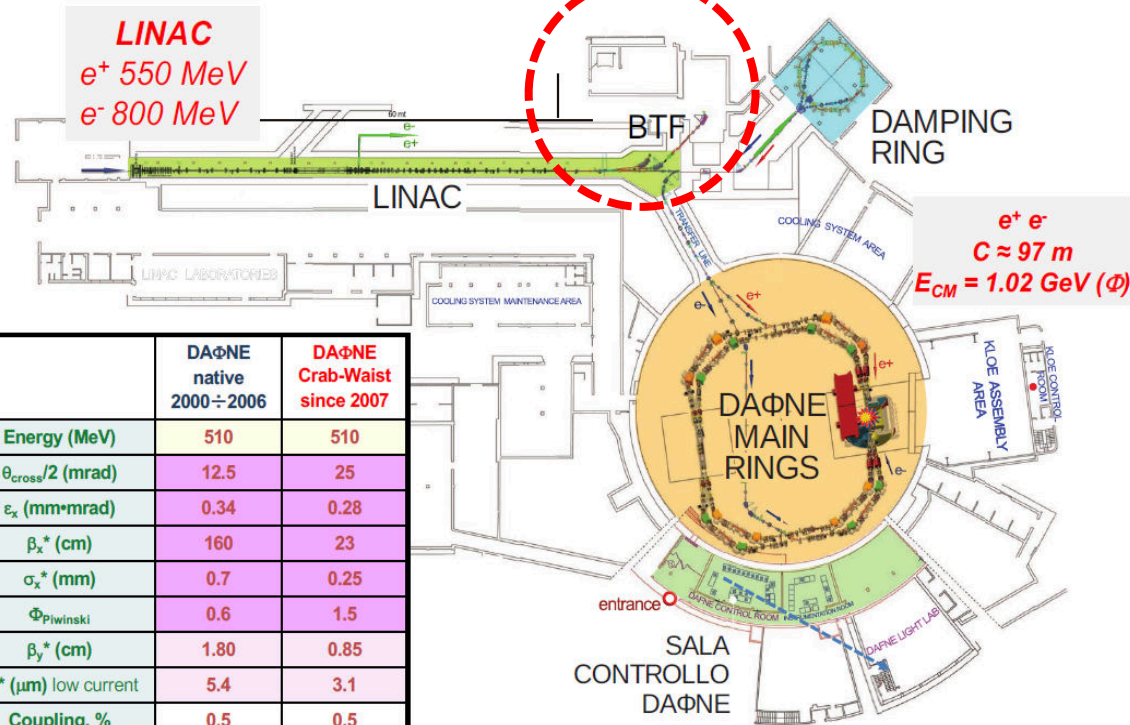 LINAC
e⁺ 550 MeV
e⁻ 800 MeV
60 mt
e-
e+
BTF
DAMPING
RING
LINAC
TRANSFER LINE
COOLING SYSTEM AREA
e⁺ e⁻
C ≈ 97 m
E_CM = 1.02 GeV (Φ)
LINAC LABORATORIES
COOLING SYSTEM MAINTENANCE AREA
e-
e+
e+
DAΦNE
MAIN
RINGS
e-
KLOE ASSEMBLY
AREA
KLOE CONTROL
ROOM
DAΦNE native 2000÷2006 DAΦNE Crab-Waist since 2007
Energy (MeV) 510 510
θcross/2 (mrad) 12.5 25
εx (mm•mrad) 0.34 0.28
βx* (cm) 160 23
σx* (mm) 0.7 0.25
ΦPiwinski 0.6 1.5
βy* (cm) 1.80 0.85
* (μm) low current 5.4 3.1
Coupling, % 0.5 0.5
entrance
DAFNE CONTROL ROOM
INSTRUMENTATION ROOM
DAFNE LIGHT LAB
SALA
CONTROLLO
DAΦNE